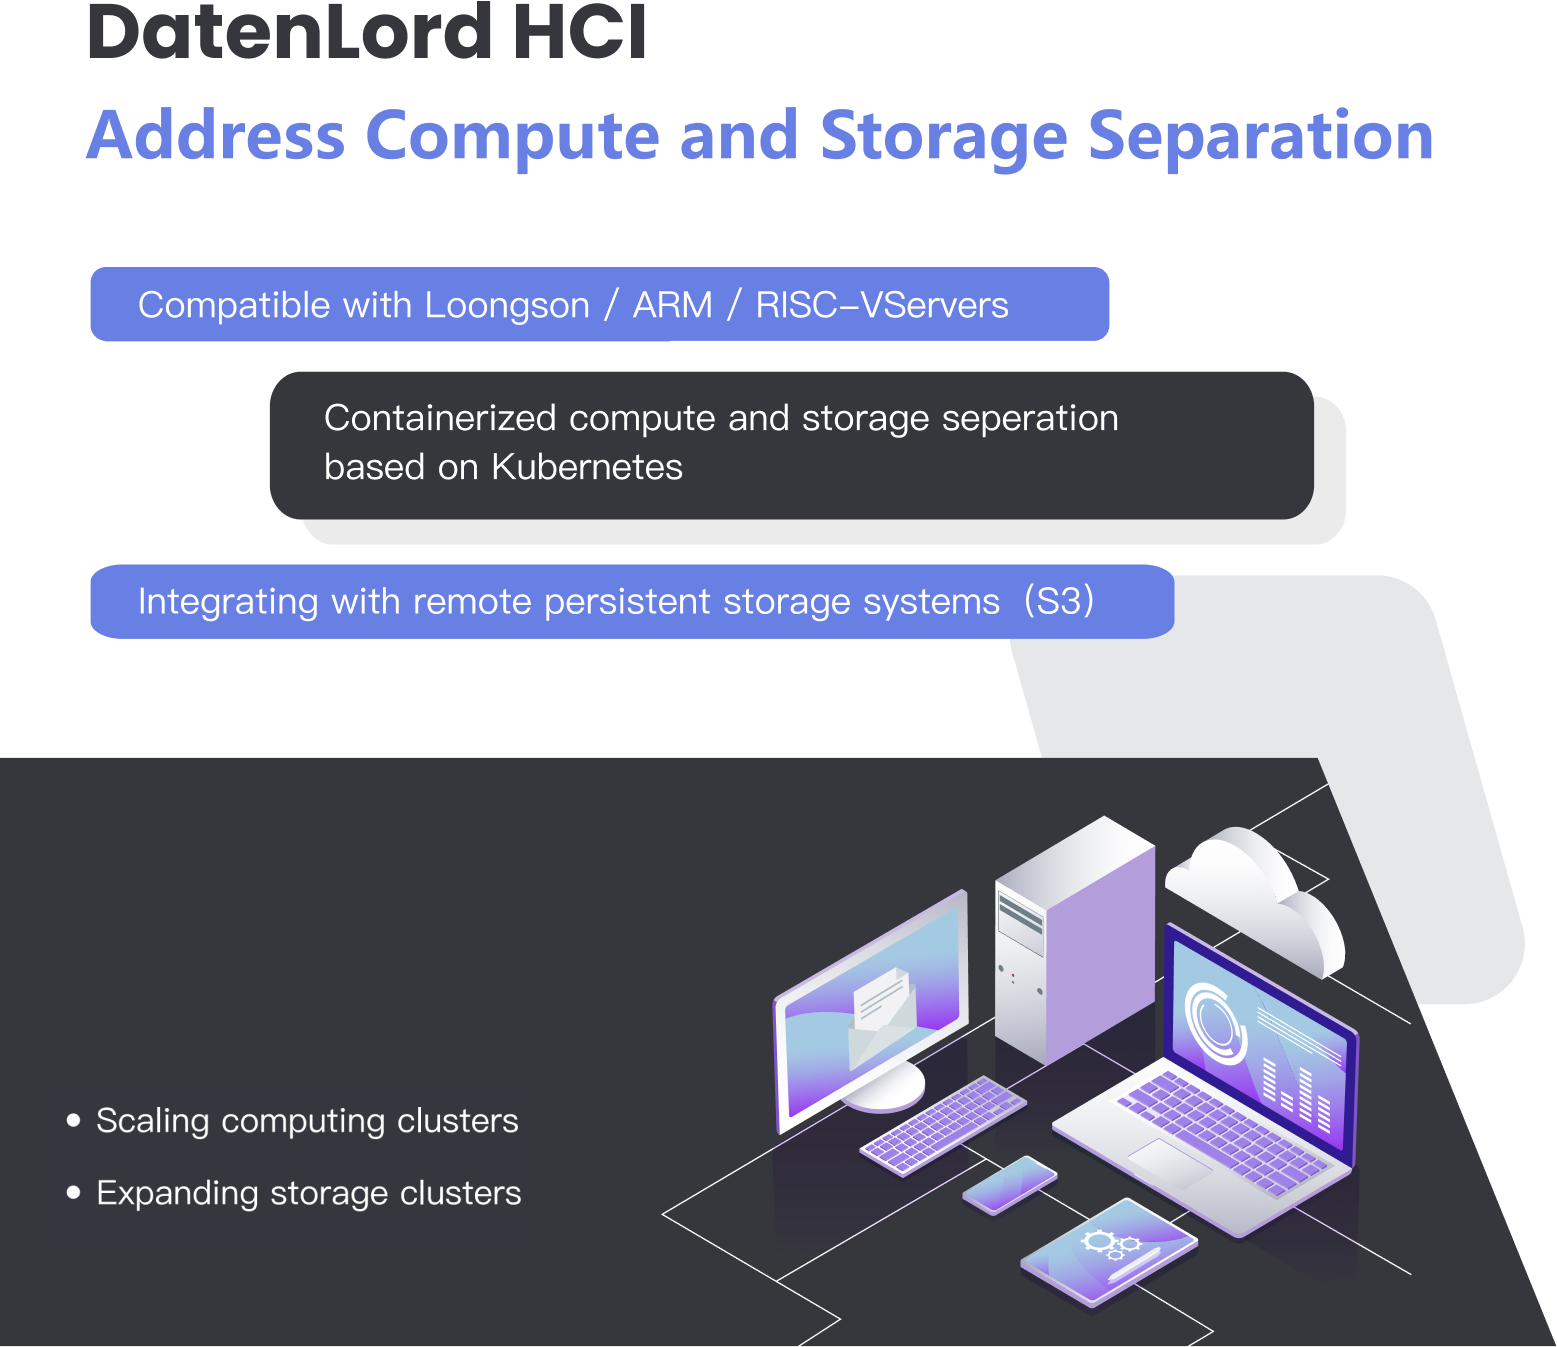 DatenLord HCI
Address Compute and Storage Separation
Compatible with Loongson / ARM / RISC-VServers
Containerized compute and storage seperation
based on Kubernetes
Integrating with remote persistent storage systems（S3）
• Scaling computing clusters
• Expanding storage clusters